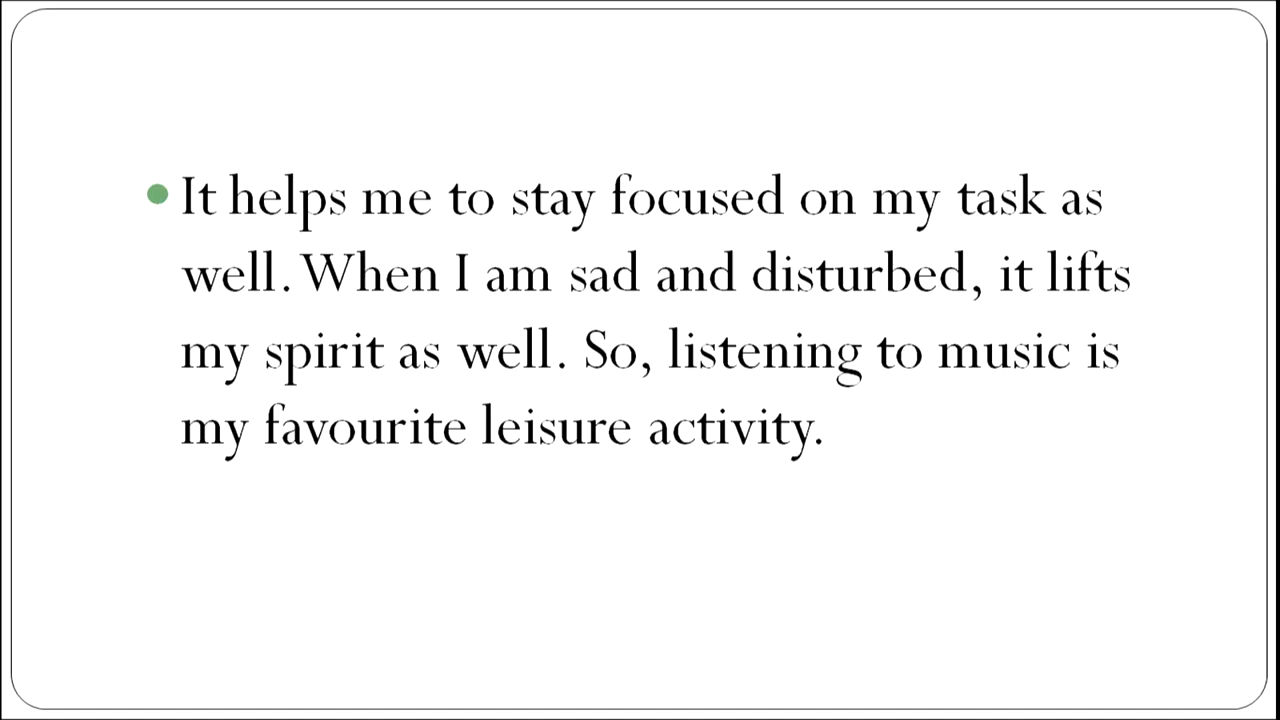 It helps me to stay focused on my task as
well. When I am sad and disturbed, it lifts
my spirit as well. So, listening to music is
my favourite leisure activity.